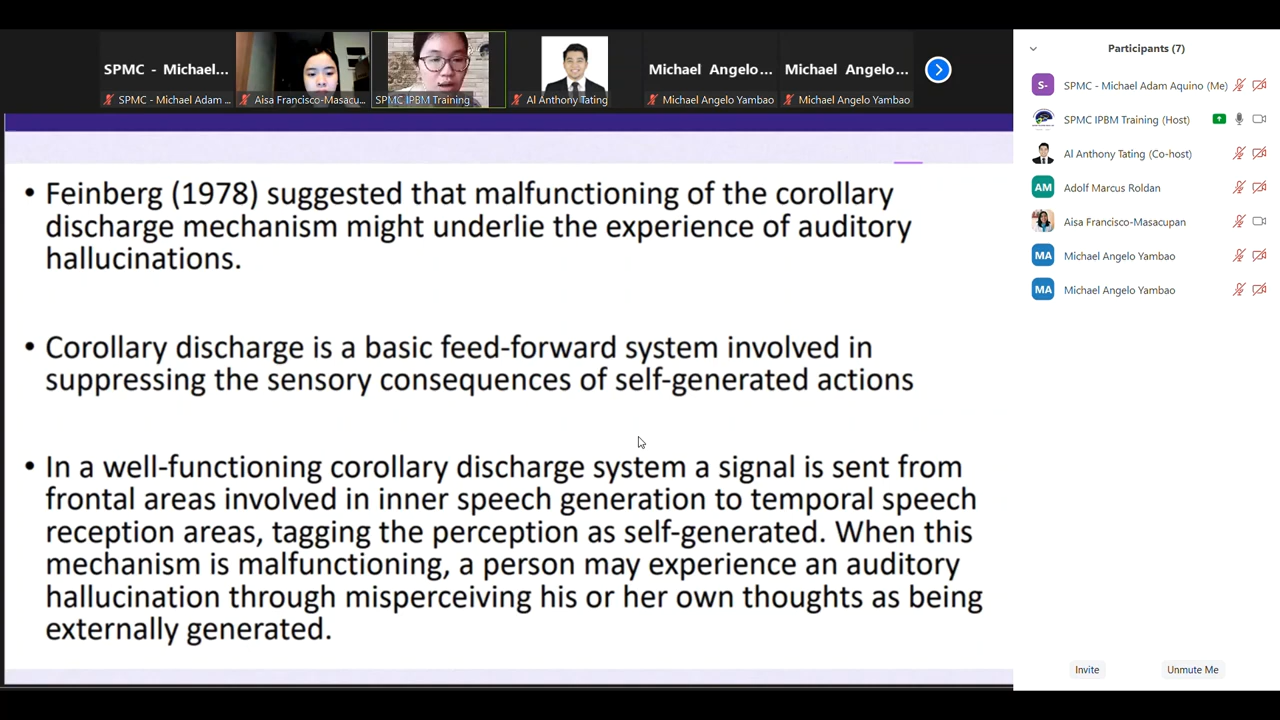 SPMC - Michael...
SPMC - Michael Adam ...
Aisa Francisco-Masacu...
SPMC IPBM Training
Al Anthony Tating
Michael Angelo...
Michael Angelo Yambao
Michael Angelo...
Michael Angelo Yambao
• Feinberg (1978) suggested that malfunctioning of the corollary
discharge mechanism might underlie the experience of auditory
hallucinations.
• Corollary discharge is a basic feed-forward system involved in
suppressing the sensory consequences of self-generated actions
• In a well-functioning corollary discharge system a signal is sent from
frontal areas involved in inner speech generation to temporal speech
reception areas, tagging the perception as self-generated. When this
mechanism is malfunctioning, a person may experience an auditory
hallucination through misperceiving his or her own thoughts as being
externally generated.
Participants (7)
S-
SPMC - Michael Adam Aquino (Me)
SPMC IPBM Training (Host)
Al Anthony Tating (Co-host)
AM
Adolf Marcus Roldan
Aisa Francisco-Masacupan
MA
Michael Angelo Yambao
MA
Michael Angelo Yambao
Invite
Unmute Me